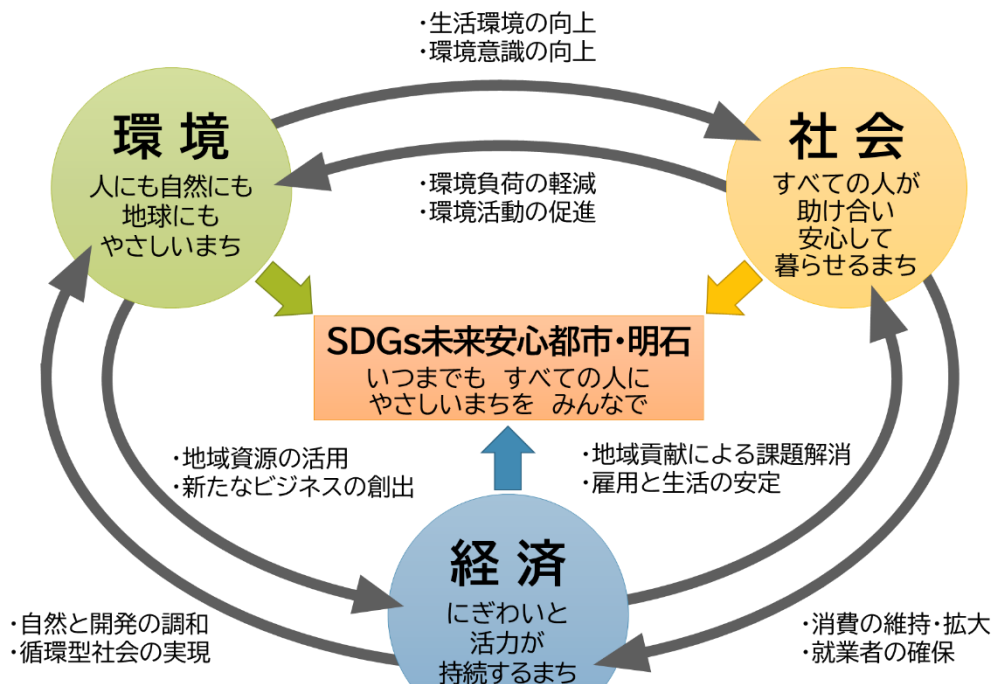 ・生活環境の向上
・環境意識の向上
環境
人にも自然にも
地球にも
やさしいまち
社会
すべての人が
助け合い
安心して
暮らせるまち
・環境負荷の軽減
・環境活動の促進
SDGs未来安心都市・明石
いつまでも すべての人に
やさしいまちを みんなで
・地域資源の活用
・新たなビジネスの創出
・地域貢献による課題解消
・雇用と生活の安定
経済
にぎわいと
活力が
持続するまち
・自然と開発の調和
・循環型社会の実現
・消費の維持・拡大
・就業者の確保